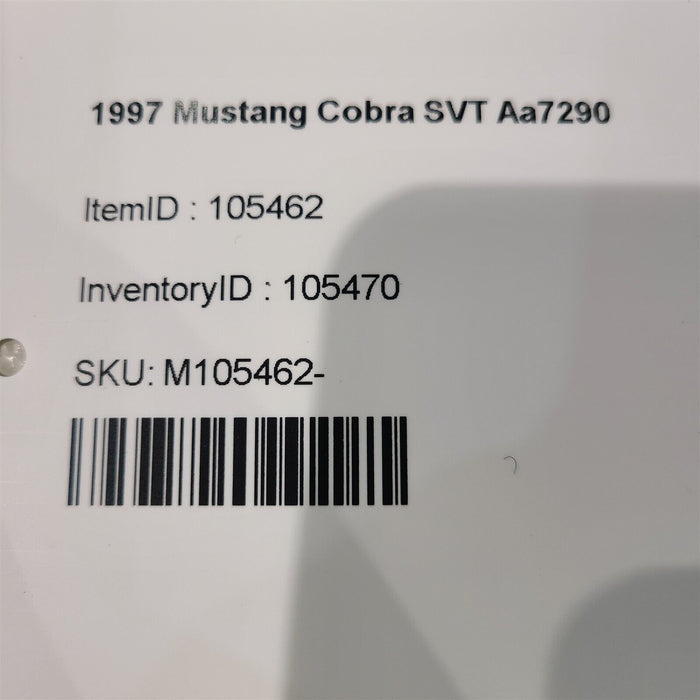 1997 Mustang Cobra SVT Aa7290
ItemID : 105462
InventoryID : 105470
SKU: M105462-